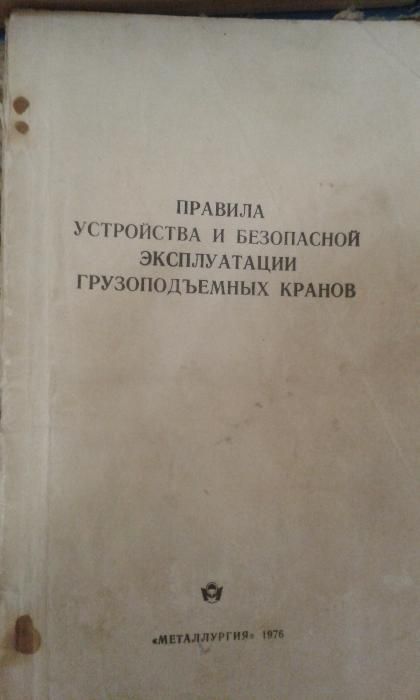 ПРАВИЛА
УСТРОЙСТВА И БЕЗОПАСНОЙ
ЭКСПЛУАТАЦИИ
ГРУЗОПОДЪЕМНЫХ КРАНОВ
«МЕТАЛЛУРГИЯ» 1976